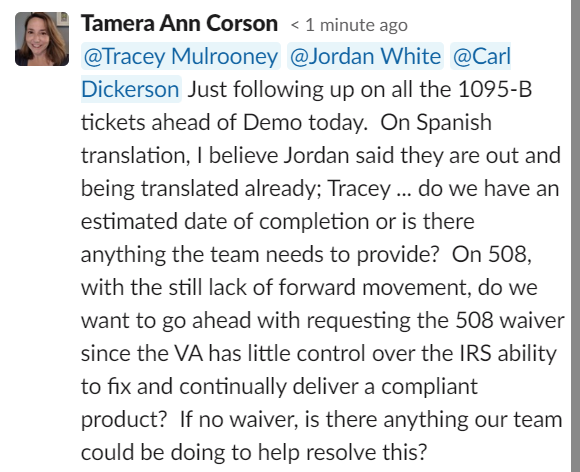 Tamera Ann Corson < 1 minute ago
@Tracey Mulrooney @Jordan White @Carl
Dickerson Just following up on all the 1095-B
tickets ahead of Demo today.  On Spanish
translation, I believe Jordan said they are out and
being translated already; Tracey ... do we have an
estimated date of completion or is there
anything the team needs to provide?  On 508,
with the still lack of forward movement, do we
want to go ahead with requesting the 508 waiver
since the VA has little control over the IRS ability
to fix and continually deliver a compliant
product?  If no waiver, is there anything our team
could be doing to help resolve this?